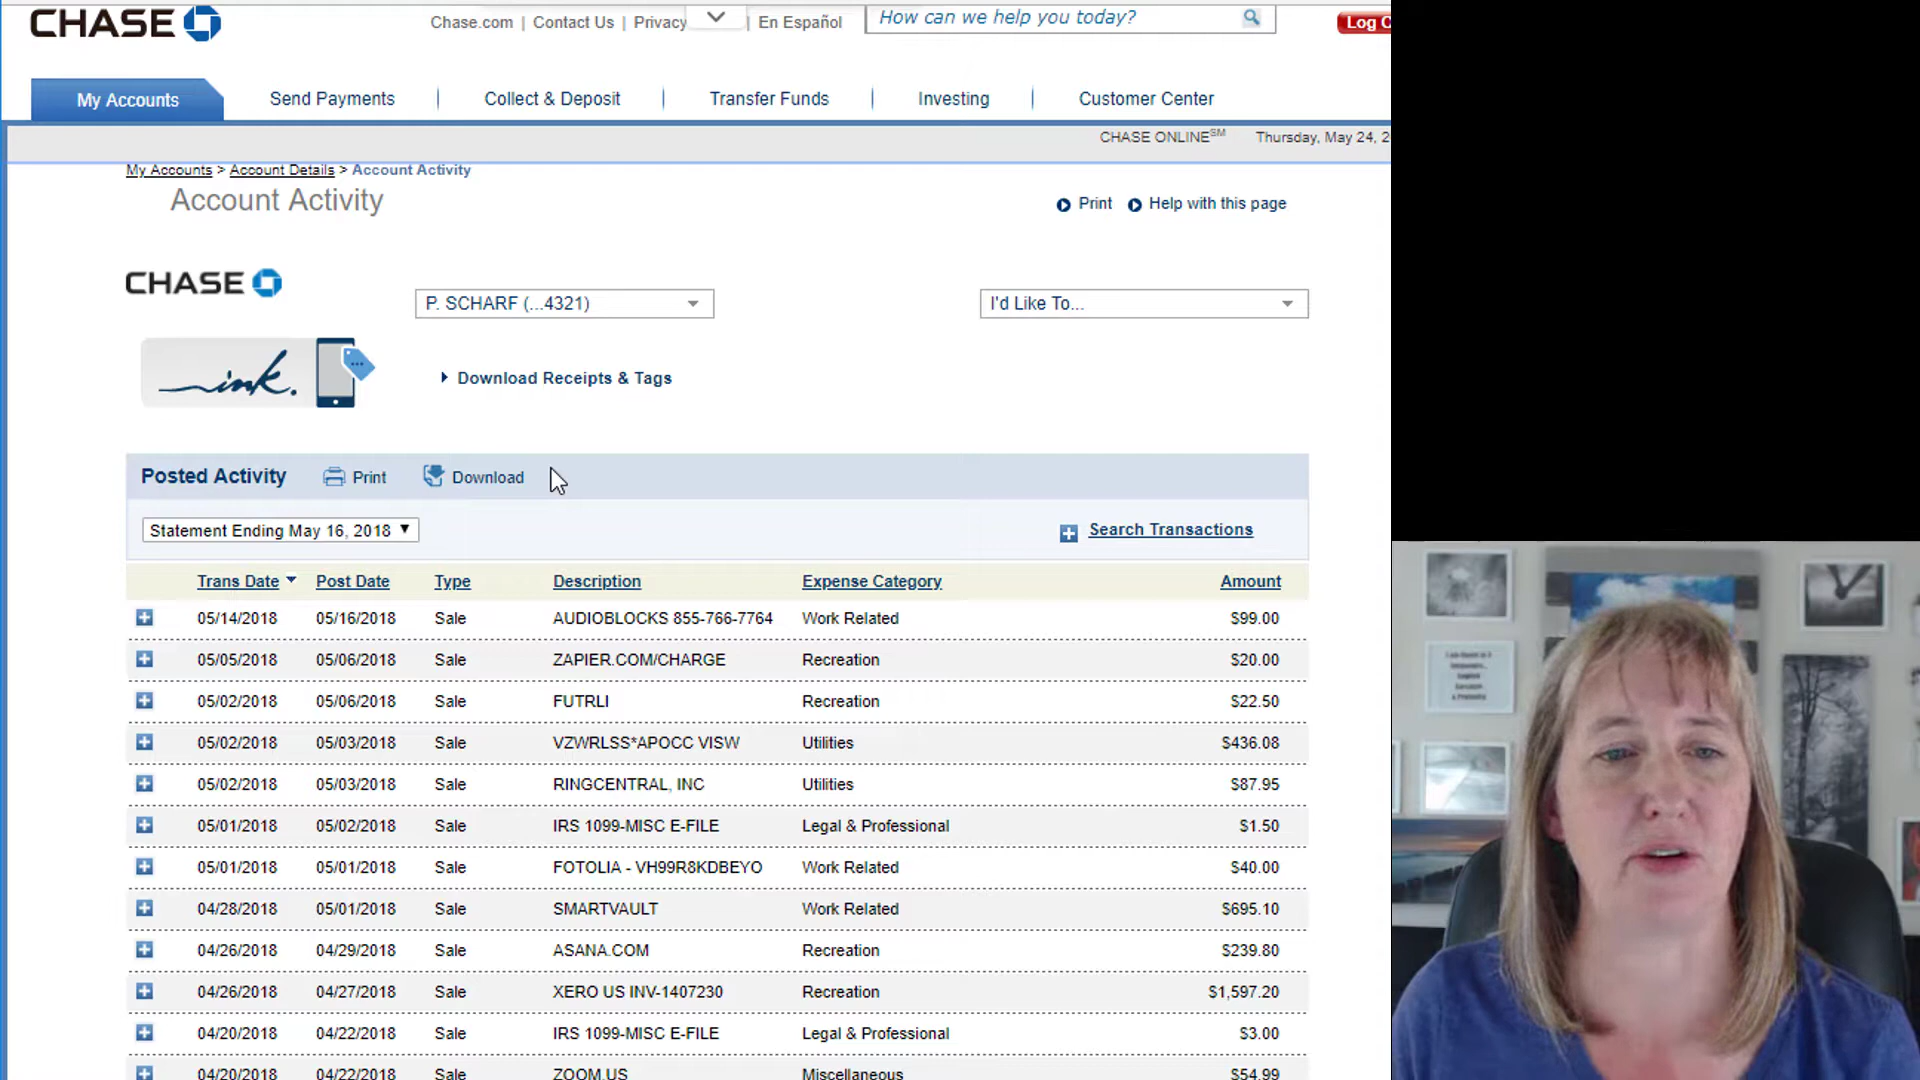 CHASE
Chase.com | Contact Us | Privacy | En Español
How can we help you today?
Log
My Accounts
Send Payments | Collect & Deposit | Transfer Funds | Investing | Customer Center
CHASE ONLINE℠ Thursday, May 24,
My Accounts > Account Details > Account Activity
Account Activity
Print Help with this page
CHASE
P. SCHARF (...4321)
I'd Like To...
ink.
Download Receipts & Tags
Posted Activity Print Download
Statement Ending May 16, 2018
Search Transactions
Trans Date Post Date Type Description Expense Category Amount
05/14/2018 05/16/2018 Sale AUDIOBLOCKS 855-766-7764 Work Related $99.00
05/05/2018 05/06/2018 Sale ZAPIER.COM/CHARGE Recreation $20.00
05/02/2018 05/06/2018 Sale FUTRLI Recreation $22.50
05/02/2018 05/03/2018 Sale VZWRLSS*APOCC VISW Utilities $436.08
05/02/2018 05/03/2018 Sale RINGCENTRAL, INC Utilities $87.95
05/01/2018 05/02/2018 Sale IRS 1099-MISC E-FILE Legal & Professional $1.50
05/01/2018 05/01/2018 Sale FOTOLIA - VH99R8KDBEYO Work Related $40.00
04/28/2018 05/01/2018 Sale SMARTVAULT Work Related $695.10
04/26/2018 04/29/2018 Sale ASANA.COM Recreation $239.80
04/26/2018 04/27/2018 Sale XERO US INV-1407230 Recreation $1,597.20
04/20/2018 04/22/2018 Sale IRS 1099-MISC E-FILE Legal & Professional $3.00
04/20/2018 04/22/2018 Sale ZOOM.US Miscellaneous $54.99